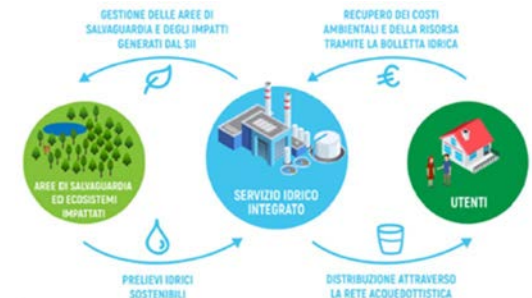 GESTIONE DELLE AREE DI
SALVAGUARDIA E DEGLI IMPATTI
GENERATI DAL SII
RECUPERO DEI COSTI
AMBIENTALI E DELLA RISORSA
TRAMITE LA BOLLETTA IDRICA
€
AREE DI SALVAGUARDIA
ED ECOSISTEMI
IMPATTATI
SERVIZIO IDRICO
INTEGRATO
UTENTI
PRELIEVI IDRICI
SOSTENIBILI
DISTRIBUZIONE ATTRAVERSO
LA RETE ACQUEDOTTISTICA